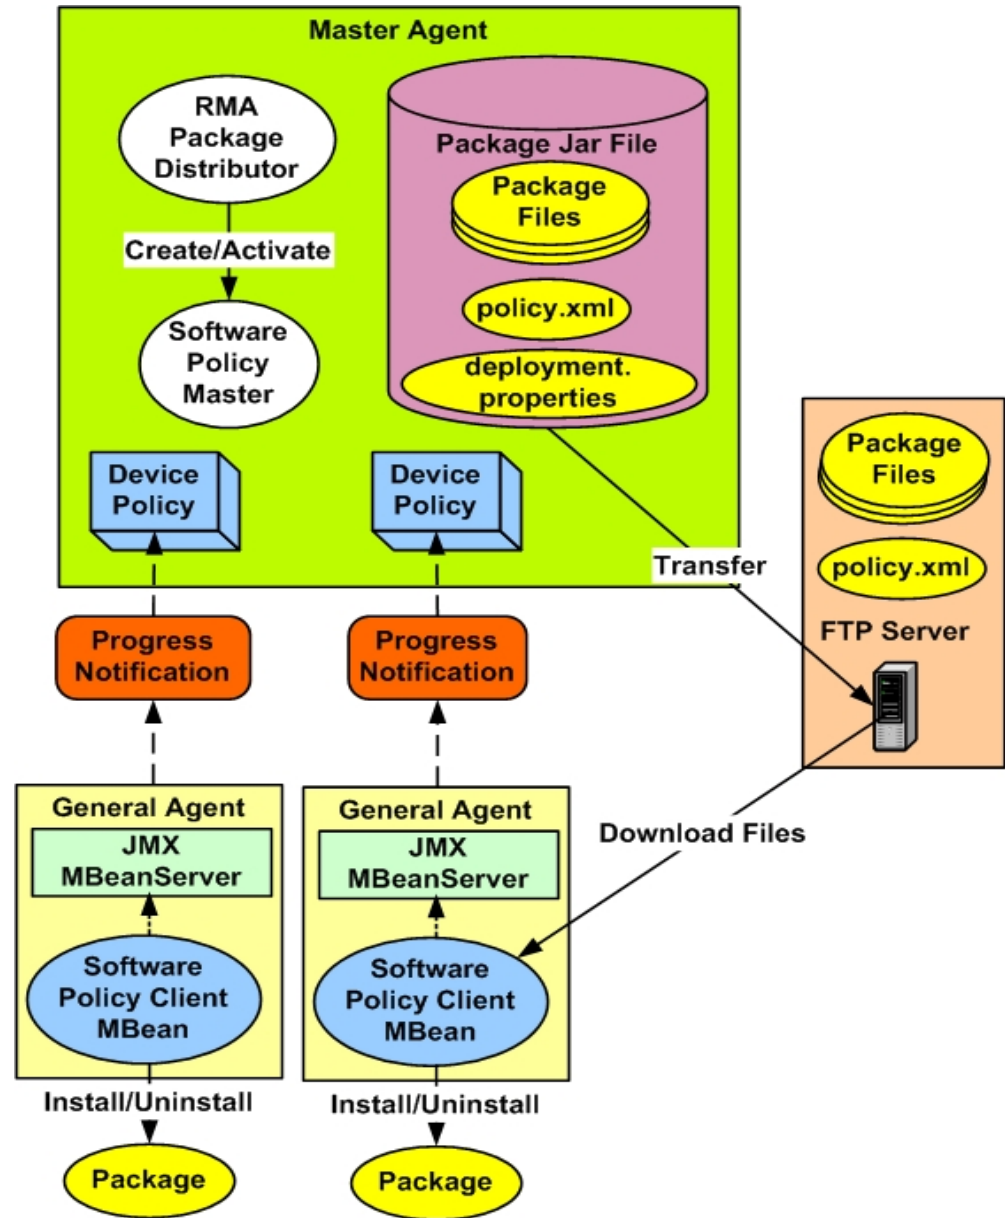 Master Agent
RMA
Package
Distributor
Create/Activate
Software
Policy
Master
Package Jar File
Package
Files
policy.xml
deployment.
properties
Device
Policy
Device
Policy
Transfer
Package
Files
policy.xml
FTP Server
Progress
Notification
Progress
Notification
Download Files
General Agent
JMX
MBeanServer
Software
Policy Client
MBean
Install/Uninstall
Package
General Agent
JMX
MBeanServer
Software
Policy Client
MBean
Install/Uninstall
Package